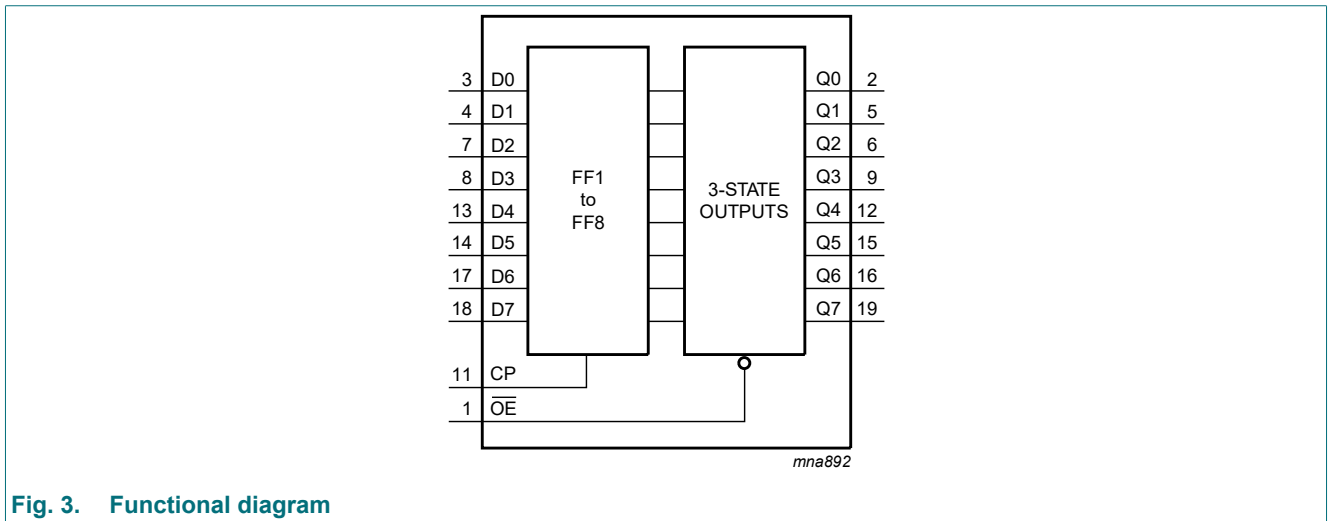 3 D0 Q0 2
4 D1 Q1 5
7 D2 Q2 6
8 D3 FF1 Q3 9
to 3-STATE
13 D4 FF8 OUTPUTS Q4 12
14 D5 Q5 15
17 D6 Q6 16
18 D7 Q7 19
11 CP
1 O̅E̅
mna892
Fig. 3. Functional diagram